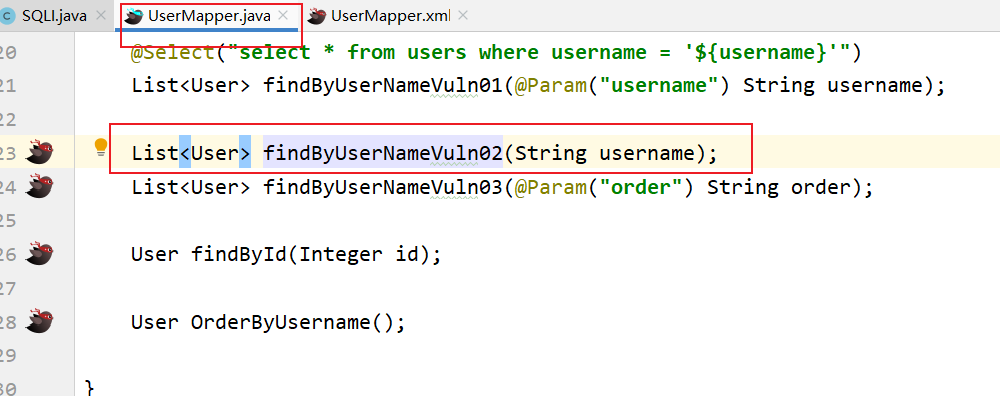 SQLI.java UserMapper.java UserMapper.xml
20 @Select("select * from users where username = '${username}'")
21 List<User> findByUserNameVuln01(@Param("username") String username);
22
23 List<User> findByUserNameVuln02(String username);
24 List<User> findByUserNameVuln03(@Param("order") String order);
25
26 User findById(Integer id);
27
28 User OrderByUsername();
29
30 }